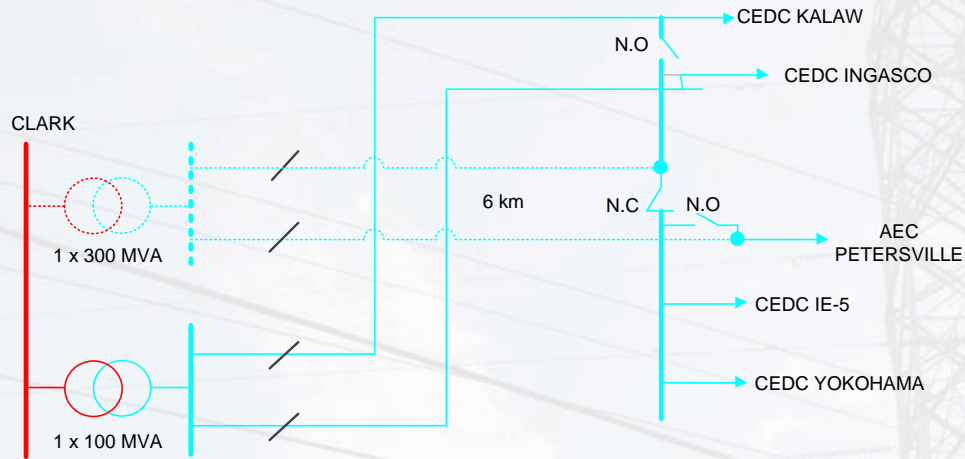 CEDC KALAW
N.O
CEDC INGASCO
CLARK
6 km
N.C
N.O
AEC
PETERSVILLE
1 x 300 MVA
CEDC IE-5
CEDC YOKOHAMA
1 x 100 MVA